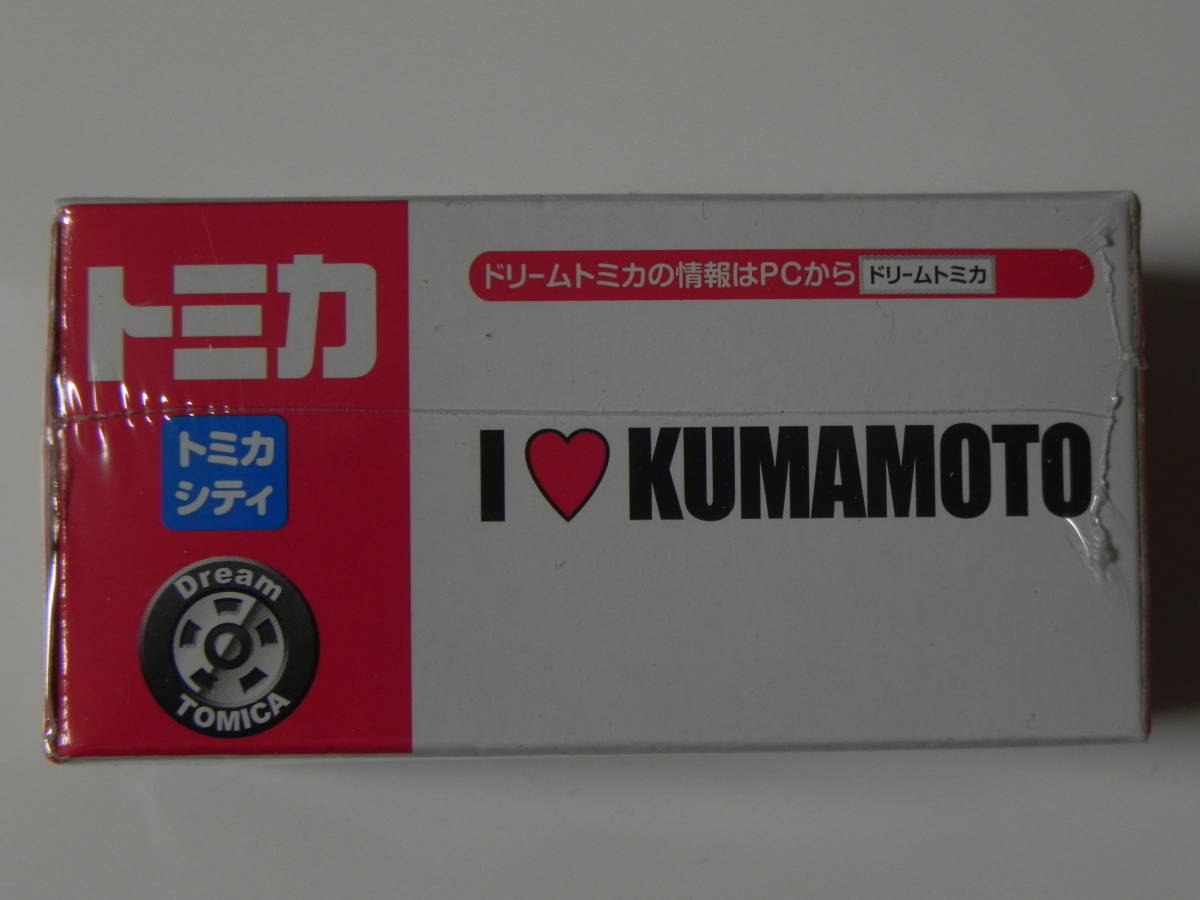 トミカ
トミカ
シティ
Dream
TOMICA
ドリームトミカの情報はPCから ドリームトミカ
I ♥ KUMAMOTO